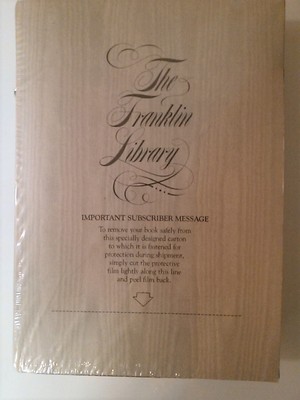 The
Franklin
Library
IMPORTANT SUBSCRIBER MESSAGE
To remove your book safely from
this specially designed carton
to which it is fastened for
protection during shipment,
simply cut the protective
film lightly along this line
and peel film back.